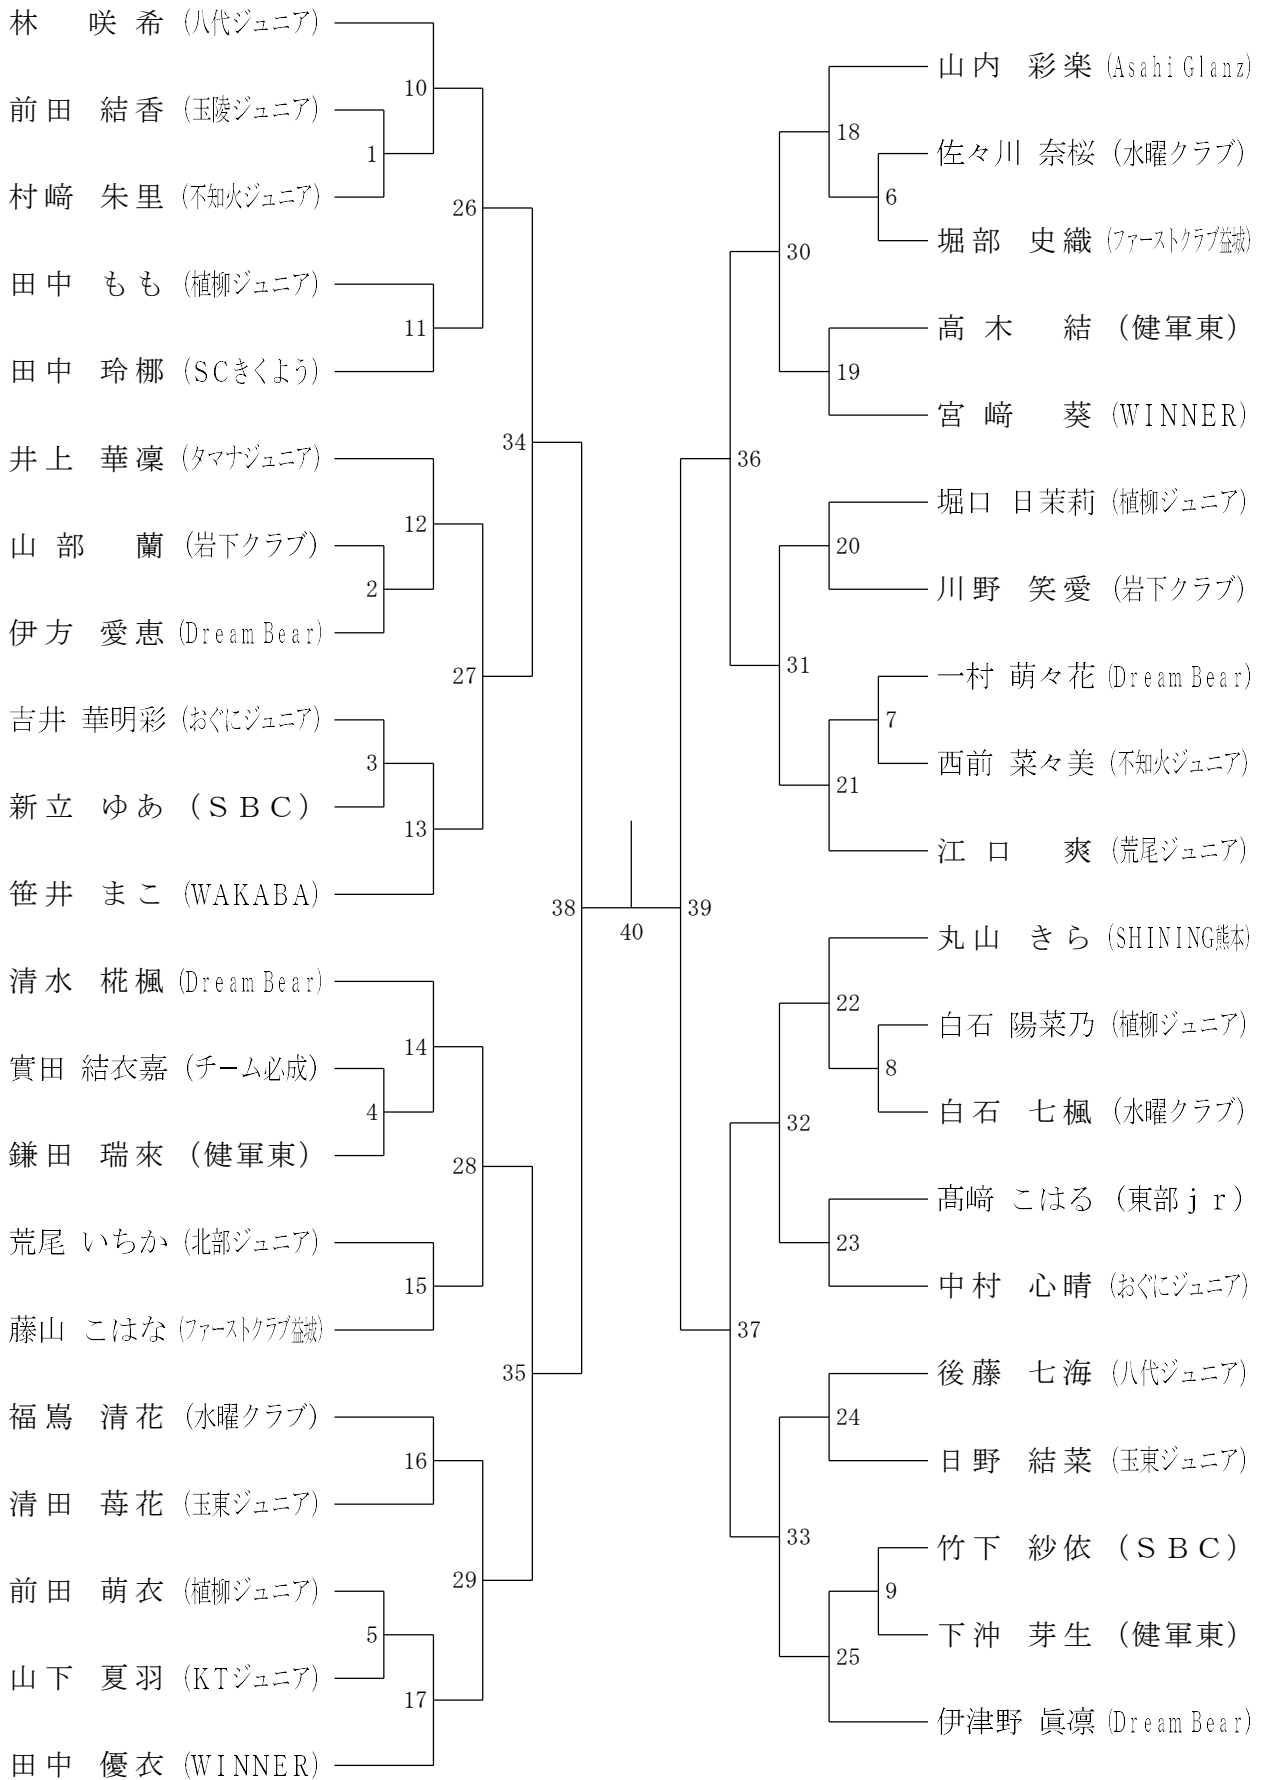 林 咲希 (八代ジュニア)
前田 結香 (玉陵ジュニア)
村﨑 朱里 (不知火ジュニア)
田中 もも (植柳ジュニア)
田中 玲梛 (SCきくよう)
井上 華凜 (タマナジュニア)
山部 蘭 (岩下クラブ)
伊方 愛恵 (Dream Bear)
吉井 華明彩 (おぐにジュニア)
新立 ゆあ (SBC)
笹井 まこ (WAKABA)
清水 椛楓 (Dream Bear)
實田 結衣嘉 (チーム必成)
鎌田 瑞來 (健軍東)
荒尾 いちか (北部ジュニア)
藤山 こはな (ファーストクラブ益城)
福嶌 清花 (水曜クラブ)
清田 苺花 (玉東ジュニア)
前田 萌衣 (植柳ジュニア)
山下 夏羽 (KTジュニア)
田中 優衣 (WINNER)
1
2
3
4
5
10
11
12
13
14
15
16
17
26
27
28
29
34
35
38
40
39
36
37
30
31
32
33
18
19
20
21
22
23
24
25
6
7
8
9
山内 彩楽 (Asahi Glanz)
佐々川 奈桜 (水曜クラブ)
堀部 史織 (ファーストクラブ益城)
高木 結 (健軍東)
宮﨑 葵 (WINNER)
堀口 日茉莉 (植柳ジュニア)
川野 笑愛 (岩下クラブ)
一村 萌々花 (Dream Bear)
西前 菜々美 (不知火ジュニア)
江口 爽 (荒尾ジュニア)
丸山 きら (SHINING熊本)
白石 陽菜乃 (植柳ジュニア)
白石 七楓 (水曜クラブ)
髙﨑 こはる (東部jr)
中村 心晴 (おぐにジュニア)
後藤 七海 (八代ジュニア)
日野 結菜 (玉東ジュニア)
竹下 紗依 (SBC)
下沖 芽生 (健軍東)
伊津野 眞凛 (Dream Bear)